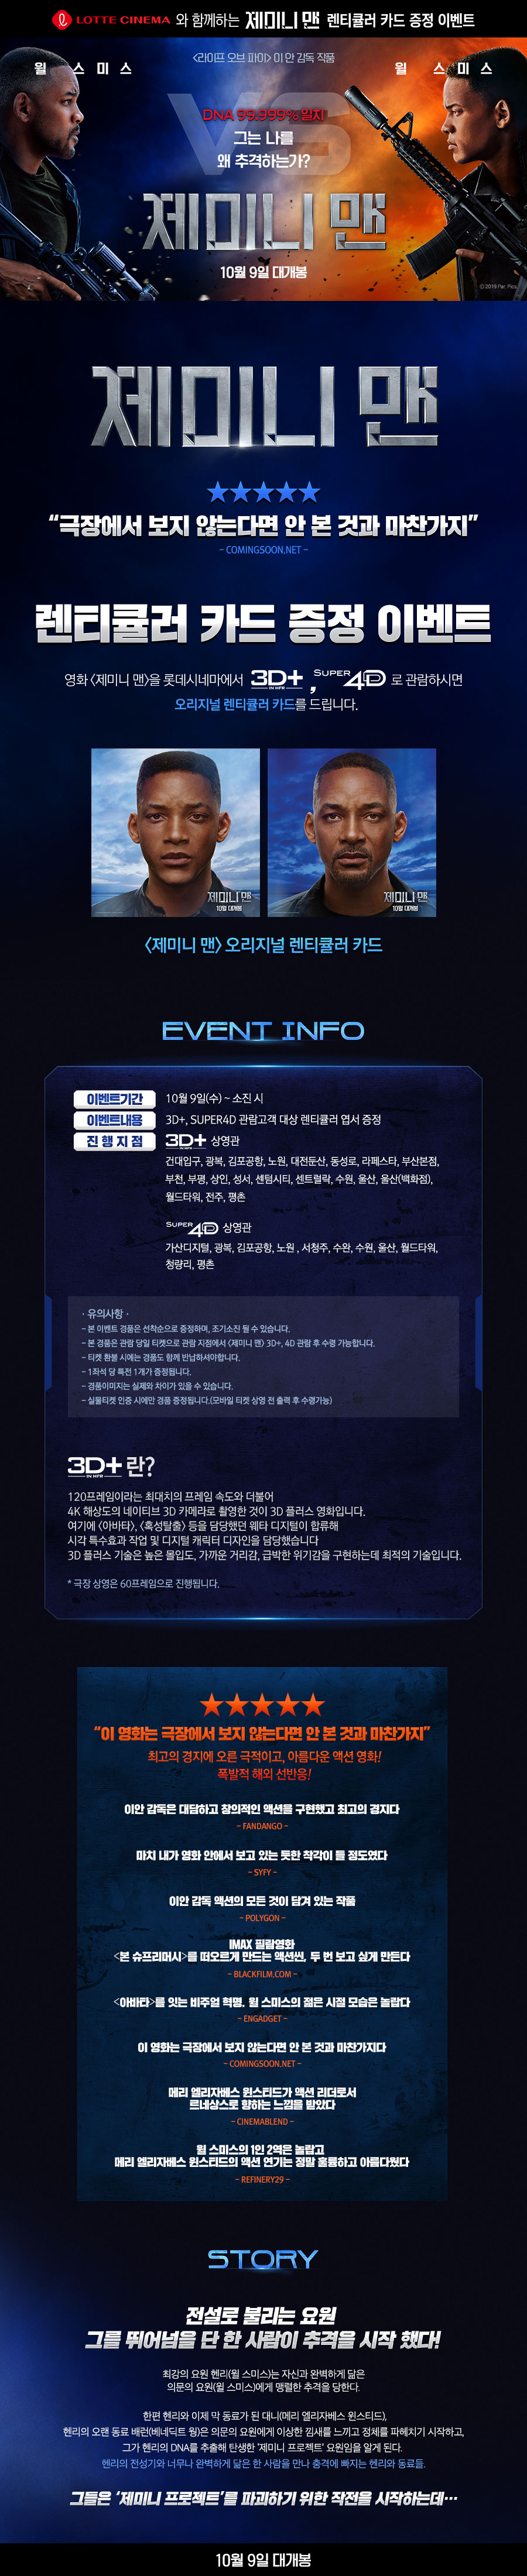 LOTTE CINEMA 와 함께하는 제미니 맨 렌티큘러 카드 증정 이벤트
<라이프 오브 파이> 이 안 감독 작품
윌 스미스
윌 스미스
VS
DNA 99.999% 일치
그는 나를
왜 추격하는가?
제미니 맨
10월 9일 대개봉
© 2019 Par. Pics.
제미니 맨
★★★★★
“극장에서 보지 않는다면 안 본 것과 마찬가지”
- COMINGSOON.NET -
렌티큘러 카드 증정 이벤트
영화 <제미니 맨>을 롯데시네마에서 3D+ IN HFR , SUPER 4D 로 관람하시면
오리지널 렌티큘러 카드를 드립니다.
제미니 맨
10월 대개봉
제미니 맨
10월 대개봉
<제미니 맨> 오리지널 렌티큘러 카드
EVENT INFO
이벤트기간 10월 9일(수) ~ 소진 시
이벤트내용 3D+, SUPER4D 관람고객 대상 렌티큘러 엽서 증정
진 행 지 점 3D+ IN HFR 상영관
건대입구, 광복, 김포공항, 노원, 대전둔산, 동성로, 라페스타, 부산본점,
부천, 부평, 상인, 성서, 센텀시티, 센트럴락, 수원, 울산, 울산(백화점),
월드타워, 전주, 평촌
SUPER 4D 상영관
가산디지털, 광복, 김포공항, 노원 , 서청주, 수완, 수원, 울산, 월드타워,
청량리, 평촌
· 유의사항 ·
- 본 이벤트 경품은 선착순으로 증정하며, 조기소진 될 수 있습니다.
- 본 경품은 관람 당일 티켓으로 관람 지점에서 <제미니 맨> 3D+, 4D 관람 후 수령 가능합니다.
- 티켓 환불 시에는 경품도 함께 반납하셔야합니다.
- 1좌석 당 특전 1개가 증정됩니다.
- 경품이미지는 실제와 차이가 있을 수 있습니다.
- 실물티켓 인증 시에만 경품 증정됩니다.(모바일 티켓 상영 전 출력 후 수령가능)
3D+ IN HFR 란?
120프레임이라는 최대치의 프레임 속도와 더불어
4K 해상도의 네이티브 3D 카메라로 촬영한 것이 3D 플러스 영화입니다.
여기에 <아바타>, <혹성탈출> 등을 담당했던 웨타 디지털이 합류해
시각 특수효과 작업 및 디지털 캐릭터 디자인을 담당했습니다
3D 플러스 기술은 높은 몰입도, 가까운 거리감, 급박한 위기감을 구현하는데 최적의 기술입니다.
* 극장 상영은 60프레임으로 진행됩니다.
★★★★★
“이 영화는 극장에서 보지 않는다면 안 본 것과 마찬가지”
최고의 경지에 오른 극적이고, 아름다운 액션 영화!
폭발적 해외 선반응!
이안 감독은 대담하고 창의적인 액션을 구현했고 최고의 경지다
- FANDANGO -
마치 내가 영화 안에서 보고 있는 듯한 착각이 들 정도였다
- SYFY -
이안 감독 액션의 모든 것이 담겨 있는 작품
- POLYGON -
IMAX 필람영화
<본 슈프리머시>를 떠오르게 만드는 액션씬, 두 번 보고 싶게 만든다
- BLACKFILM.COM -
<아바타>를 잇는 비주얼 혁명. 윌 스미스의 젊은 시절 모습은 놀랍다
- ENGADGET -
이 영화는 극장에서 보지 않는다면 안 본 것과 마찬가지다
- COMINGSOON.NET -
메리 엘리자베스 윈스티드가 액션 리더로서
르네상스로 향하는 느낌을 받았다
- CINEMABLEND -
윌 스미스의 1인 2역은 놀랍고
메리 엘리자베스 윈스티드의 액션 연기는 정말 훌륭하고 아름다웠다
- REFINERY29 -
STORY
전설로 불리는 요원
그를 뛰어넘을 단 한 사람이 추격을 시작 했다!
최강의 요원 헨리(윌 스미스)는 자신과 완벽하게 닮은
의문의 요원(윌 스미스)에게 맹렬한 추격을 당한다.
한편 헨리와 이제 막 동료가 된 대니(메리 엘리자베스 윈스티드),
헨리의 오랜 동료 배런(베네딕트 웡)은 의문의 요원에게 이상한 낌새를 느끼고 정체를 파헤치기 시작하고,
그가 헨리의 DNA를 추출해 탄생한 ‘제미니 프로젝트’ 요원임을 알게 된다.
헨리의 전성기와 너무나 완벽하게 닮은 한 사람을 만나 충격에 빠지는 헨리와 동료들.
그들은 ‘제미니 프로젝트’를 파괴하기 위한 작전을 시작하는데…
10월 9일 대개봉